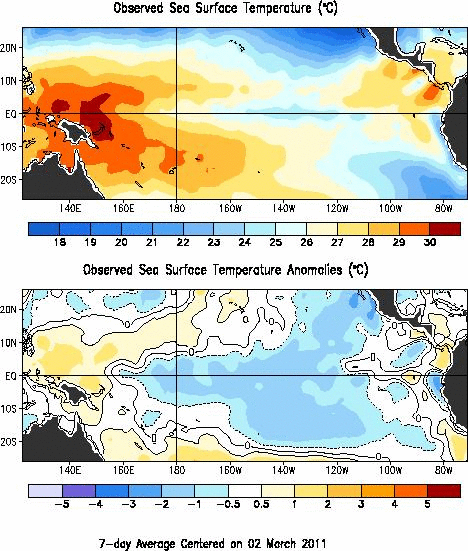 Observed Sea Surface Temperature (°C)
20N
10N
EQ
10S
20S
140E 160E 180 160W 140W 120W 100W 80W
18 19 20 21 22 23 24 25 26 27 28 29 30
Observed Sea Surface Temperature Anomalies (°C)
20N
10N
EQ
10S
20S
140E 160E 180 160W 140W 120W 100W 80W
-5 -4 -3 -2 -1 -0.5 0.5 1 2 3 4 5
7-day Average Centered on 02 March 2011